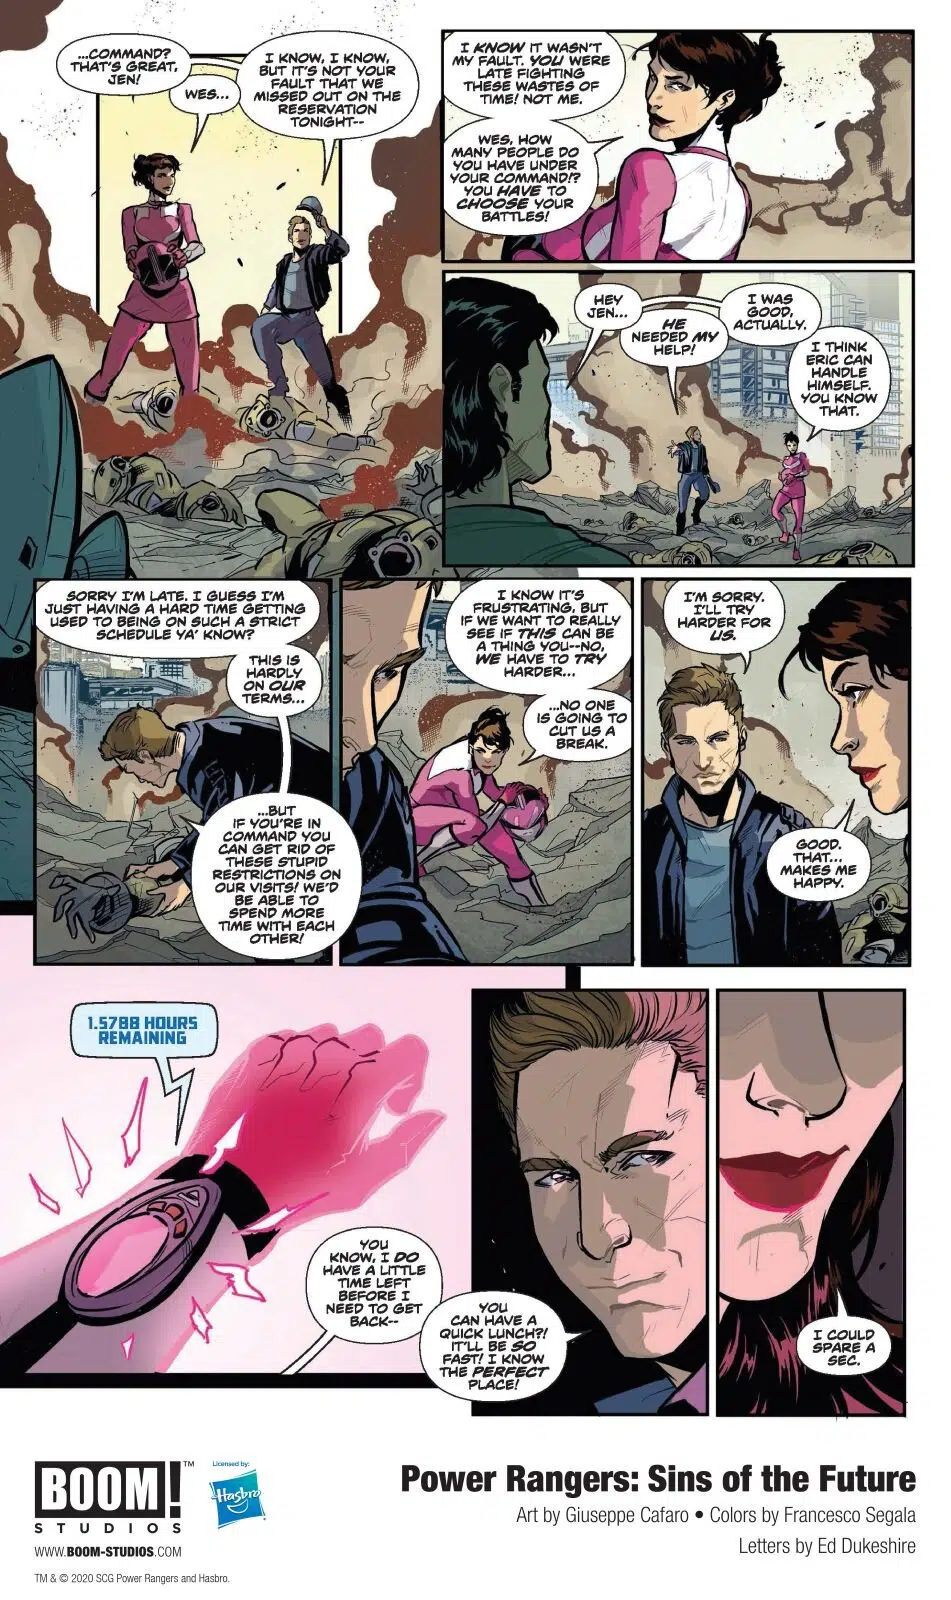 ...COMMAND?
THAT'S GREAT,
JEN!
WES...
I KNOW, I KNOW,
BUT IT'S NOT YOUR
FAULT THAT WE
MISSED OUT ON THE
RESERVATION
TONIGHT--
I KNOW IT WASN'T
MY FAULT. YOU WERE
LATE FIGHTING
THESE WASTES OF
TIME! NOT ME.
WES, HOW
MANY PEOPLE DO
YOU HAVE UNDER
YOUR COMMAND!?
YOU HAVE TO
CHOOSE YOUR
BATTLES!
HEY
JEN...
HE
NEEDED MY
HELP!
I WAS
GOOD,
ACTUALLY.
I THINK
ERIC CAN
HANDLE
HIMSELF.
YOU KNOW
THAT.
SORRY I'M LATE. I GUESS I'M
JUST HAVING A HARD TIME GETTING
USED TO BEING ON SUCH A STRICT
SCHEDULE YA' KNOW?
THIS IS
HARDLY
ON OUR
TERMS...
...BUT
IF YOU'RE IN
COMMAND YOU
CAN GET RID OF
THESE STUPID
RESTRICTIONS ON
OUR VISITS! WE'D
BE ABLE TO
SPEND MORE
TIME WITH EACH
OTHER!
I KNOW IT'S
FRUSTRATING, BUT
IF WE WANT TO REALLY
SEE IF THIS CAN BE
A THING YOU--NO,
WE HAVE TO TRY
HARDER...
...NO ONE
IS GOING TO
CUT US A
BREAK.
I'M SORRY.
I'LL TRY
HARDER FOR
US.
GOOD.
THAT...
MAKES ME
HAPPY.
1.5788 HOURS
REMAINING
YOU
KNOW, I DO
HAVE A LITTLE
TIME LEFT
BEFORE I
NEED TO GET
BACK--
YOU
CAN HAVE A
QUICK LUNCH?!
IT'LL BE SO
FAST! I KNOW
THE PERFECT
PLACE!
I COULD
SPARE A
SEC.
BOOM!™
STUDIOS
WWW.BOOM-STUDIOS.COM
Licensed by:
Hasbro
TM & © 2020 SCG Power Rangers and Hasbro.
Power Rangers: Sins of the Future
Art by Giuseppe Cafaro • Colors by Francesco Segala
Letters by Ed Dukeshire